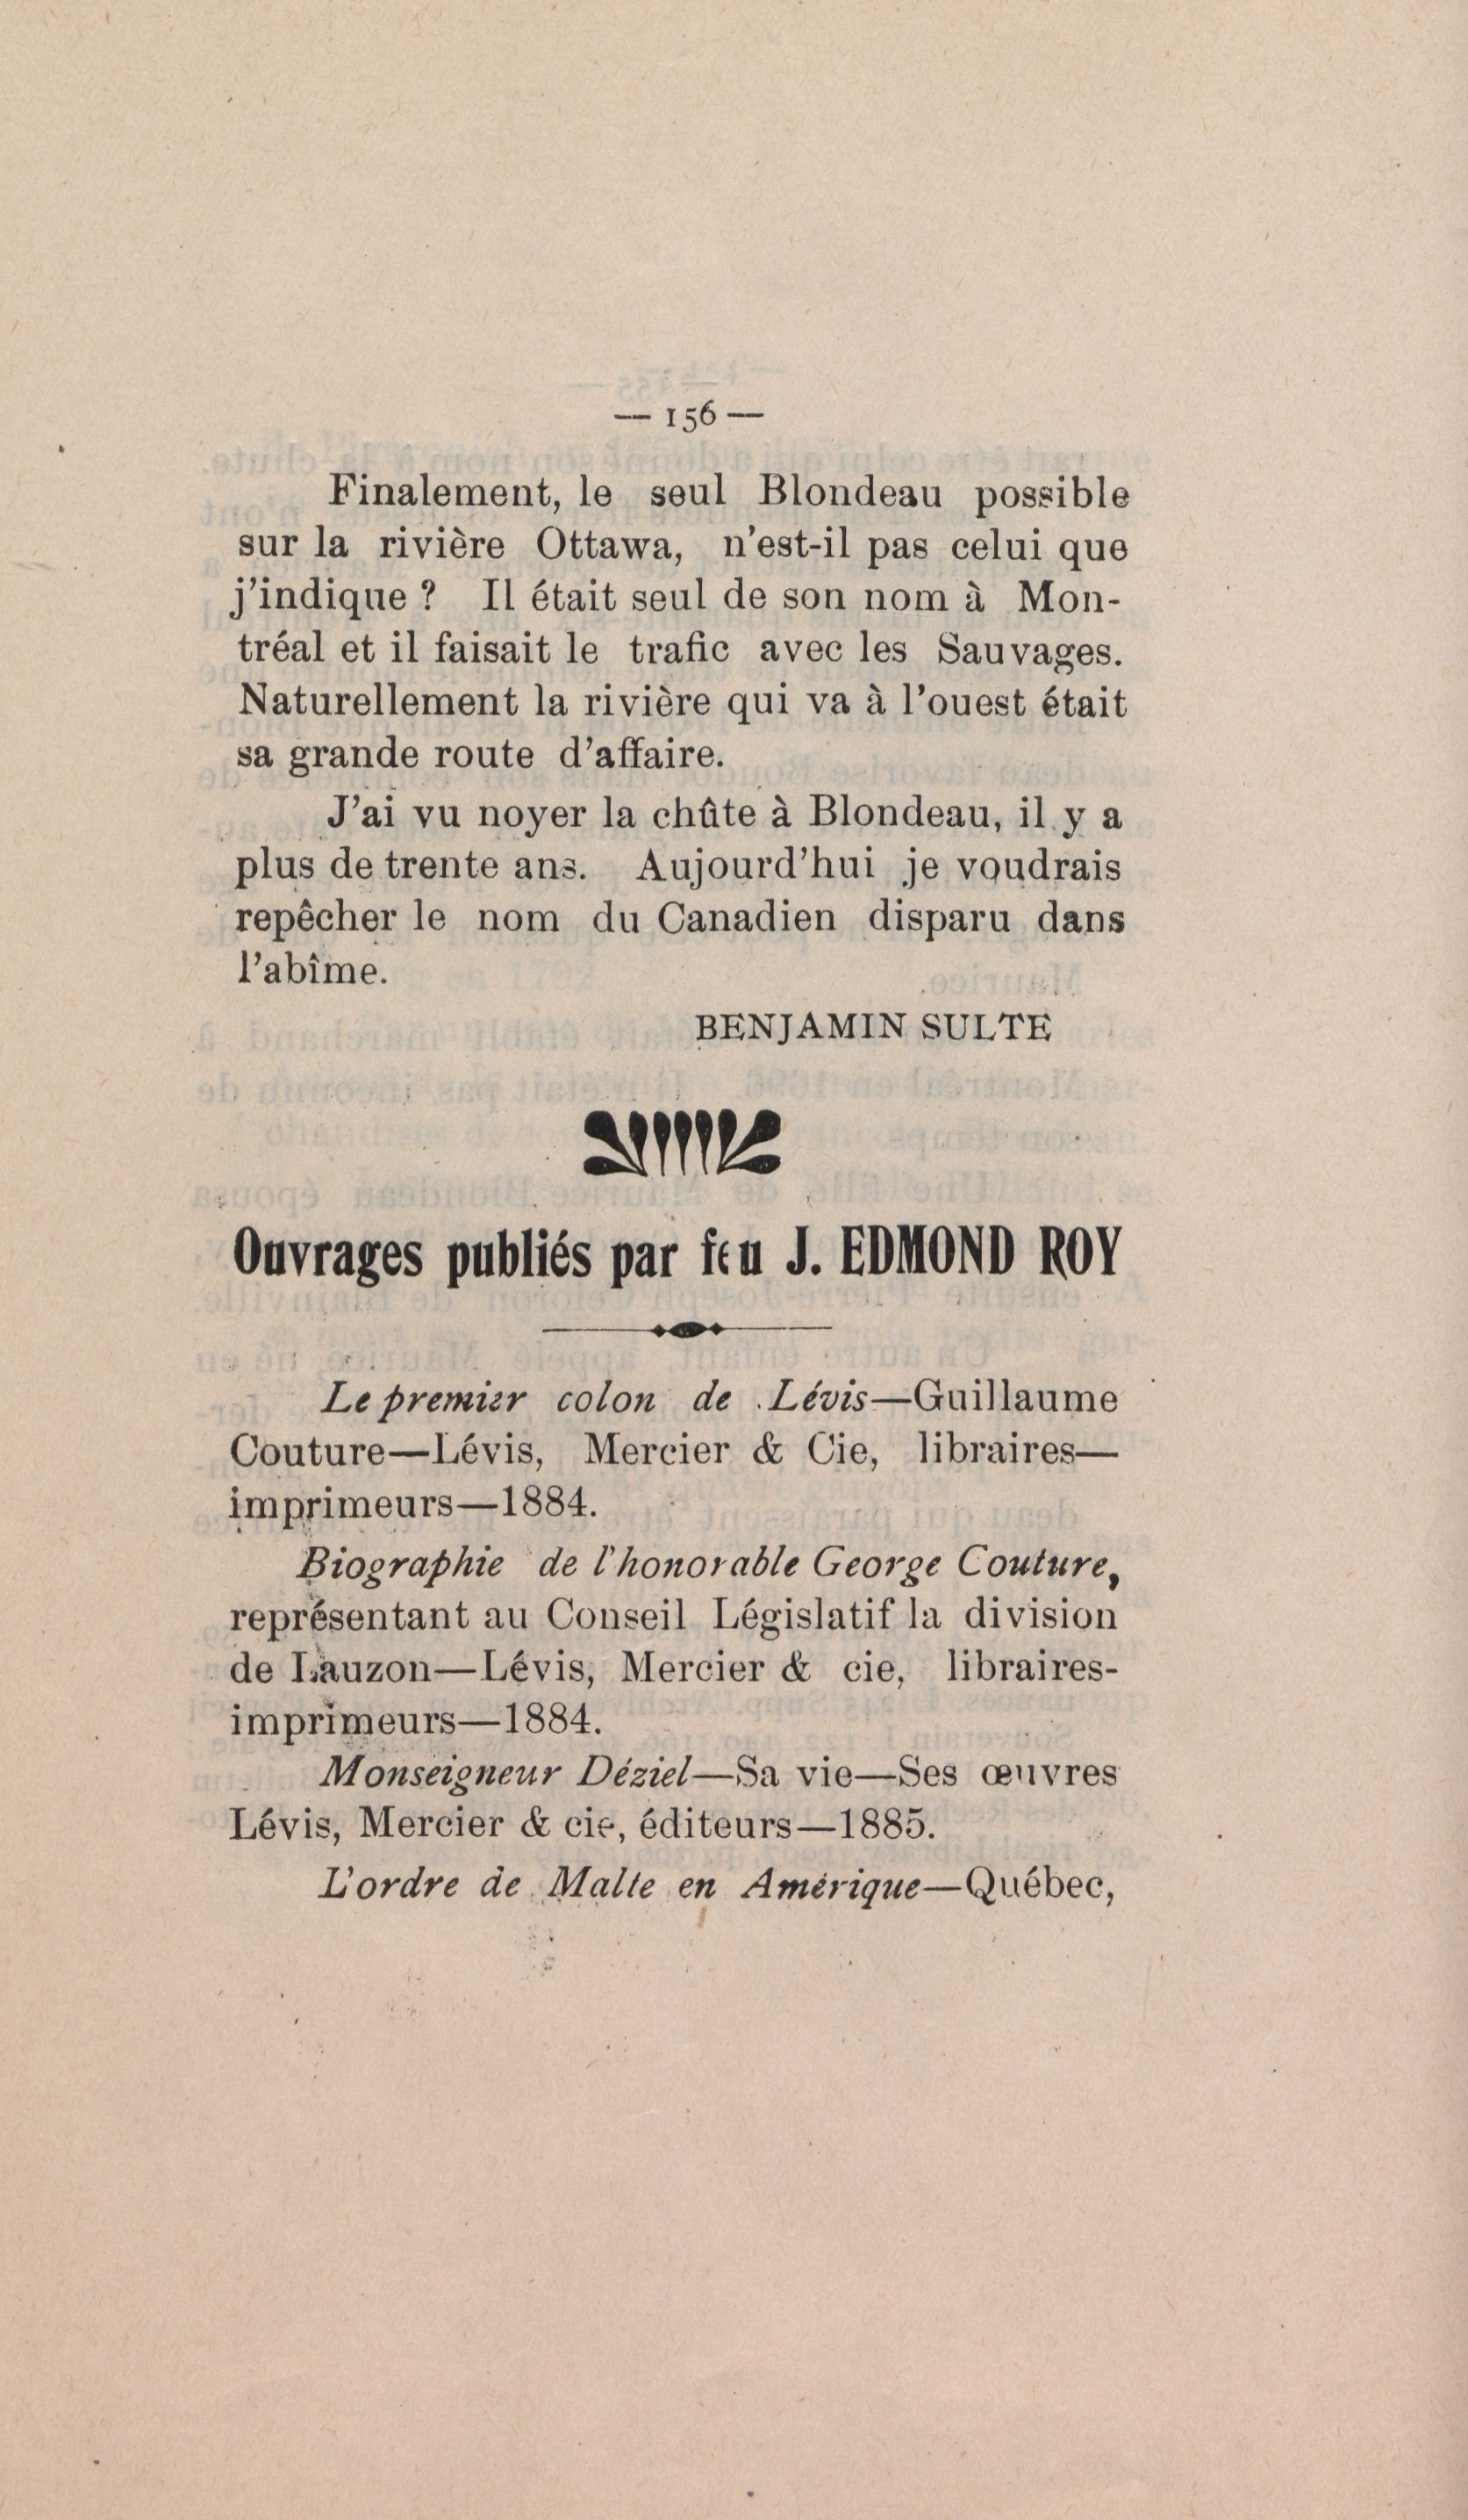 — 156 —
Finalement, le seul Blondeau possible
sur la rivière Ottawa, n'est-il pas celui que
j'indique ? Il était seul de son nom à Mon-
tréal et il faisait le trafic avec les Sauvages.
Naturellement la rivière qui va à l'ouest était
sa grande route d'affaire.
J'ai vu noyer la chûte à Blondeau, il y a
plus de trente ans. Aujourd'hui je voudrais
repêcher le nom du Canadien disparu dans
l'abîme.
BENJAMIN SULTE
Ouvrages publiés par feu J. EDMOND ROY
Le premier colon de Lévis—Guillaume
Couture—Lévis, Mercier & Cie, libraires—
imprimeurs—1884.
Biographie de l'honorable George Couture,
représentant au Conseil Législatif la division
de Lauzon—Lévis, Mercier & cie, libraires-
imprimeurs—1884.
Monseigneur Déziel—Sa vie—Ses œuvres
Lévis, Mercier & cie, éditeurs—1885.
L'ordre de Malte en Amérique—Québec,